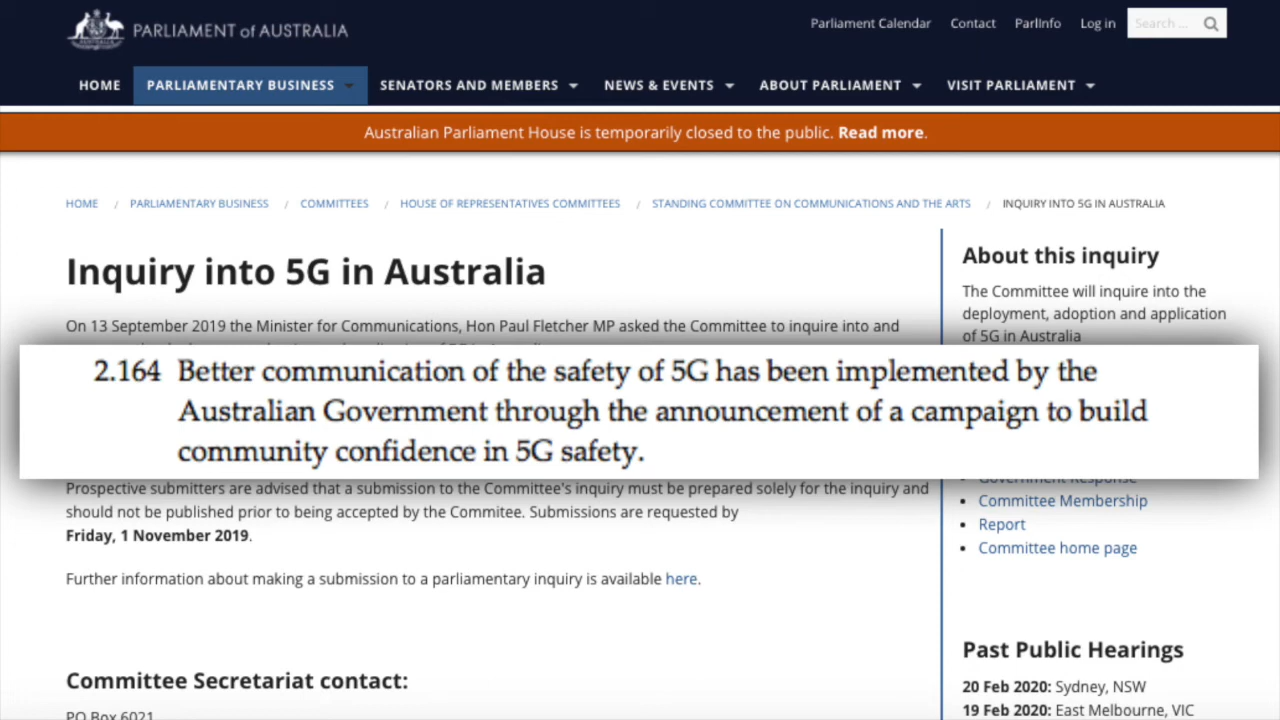 PARLIAMENT of AUSTRALIA
Parliament Calendar Contact ParlInfo Log in Search ...
HOME PARLIAMENTARY BUSINESS SENATORS AND MEMBERS NEWS & EVENTS ABOUT PARLIAMENT VISIT PARLIAMENT
Australian Parliament House is temporarily closed to the public. Read more.
HOME / PARLIAMENTARY BUSINESS / COMMITTEES / HOUSE OF REPRESENTATIVES COMMITTEES / STANDING COMMITTEE ON COMMUNICATIONS AND THE ARTS / INQUIRY INTO 5G IN AUSTRALIA
Inquiry into 5G in Australia
On 13 September 2019 the Minister for Communications, Hon Paul Fletcher MP asked the Committee to inquire into and
2.164 Better communication of the safety of 5G has been implemented by the
Australian Government through the announcement of a campaign to build
community confidence in 5G safety.
Prospective submitters are advised that a submission to the Committee's inquiry must be prepared solely for the inquiry and
should not be published prior to being accepted by the Commitee. Submissions are requested by
Friday, 1 November 2019.
Further information about making a submission to a parliamentary inquiry is available here.
Committee Secretariat contact:
PO Box 6021
About this inquiry
The Committee will inquire into the
deployment, adoption and application
of 5G in Australia
Government Response
• Committee Membership
• Report
• Committee home page
Past Public Hearings
20 Feb 2020: Sydney, NSW
19 Feb 2020: East Melbourne, VIC